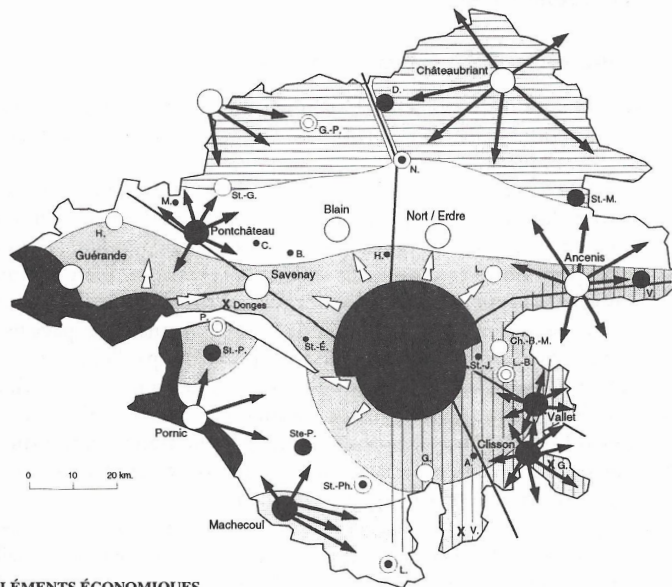 Châteaubriant
D.
G.-P.
N.
St.-G.
M.
St.-M.
Pontchâteau
Blain
Nort / Erdre
H.
C.
B.
H.
Ancenis
Guérande
Savenay
L.
V.
X Donges
P.
St.-É.
Ch.-B.-M.
St.-P.
St.-J.
L.-B.
Vallet
Pornic
Ste-P.
Clisson
A.
X G.
G.
0 10 20 km.
St.-Ph.
Machecoul
X V.
L.
LÉMENTS ÉCONOMIQUES